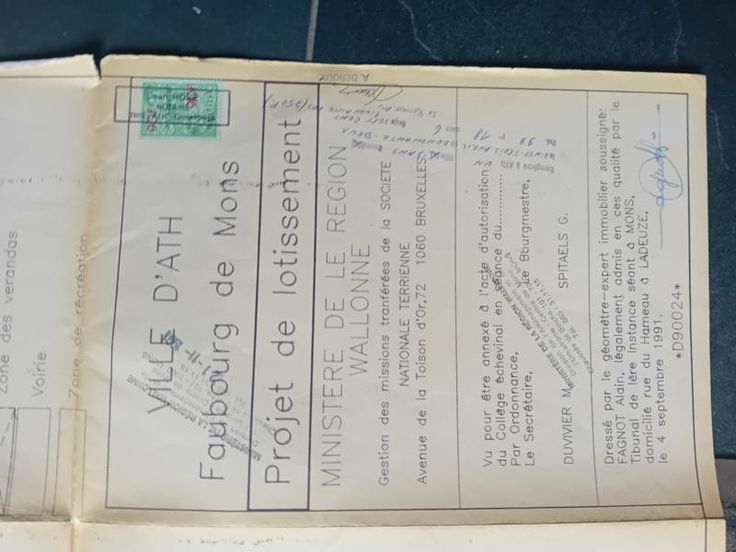 Zone des verandas
Voirie
Zone de récréation
VILLE D'ATH
Faubourg de Mons
Projet de lotissement
MINISTERE DE LE REGION
WALLONNE
Gestion des missions tranférées de la SOCIETE
NATIONALE TERRIENNE
Avenue de la Toison d'Or,72 1060 BRUXELLES.
Vu pour être annexé à l'acte d'autorisation
du Collège échevinal en séance du
Par Ordonnance,
Le Secrétaire, Le Bourgmestre,
DUVIVIER M. SPITAELS G.
Dressé par le géomètre-expert immobilier soussigné:
FAGNOT Alain, légalement admis en ces qualité par le
Tibunal de 1ère Instance séant à MONS,
domicilié rue du Hameau à LADEUZE,
le 4 septembre 1991.
*D90024*
A. DEROUX
NOTAIRE